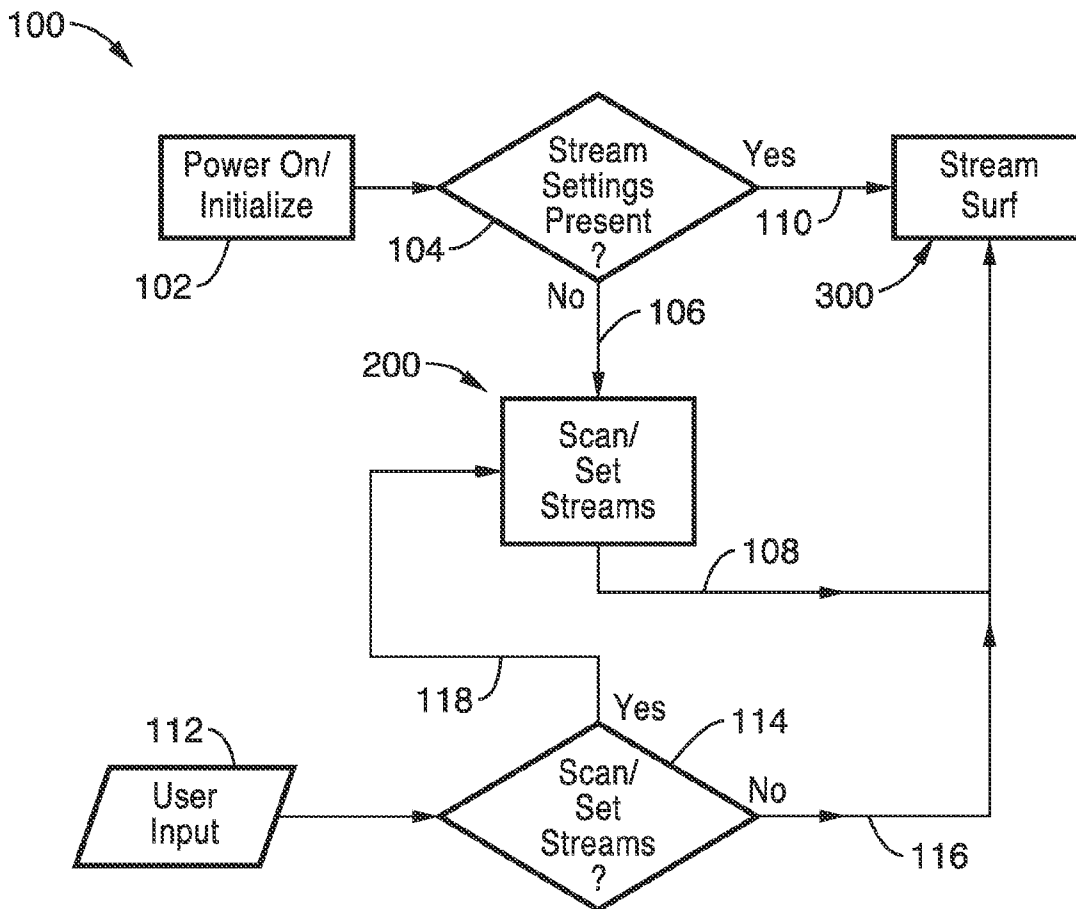 100
Power On/
Initialize
102
Stream
Settings
Present
?
104
Yes
110
Stream
Surf
300
No
106
200
Scan/
Set
Streams
108
118
Yes
112
User
Input
114
Scan/
Set
Streams
?
No
116